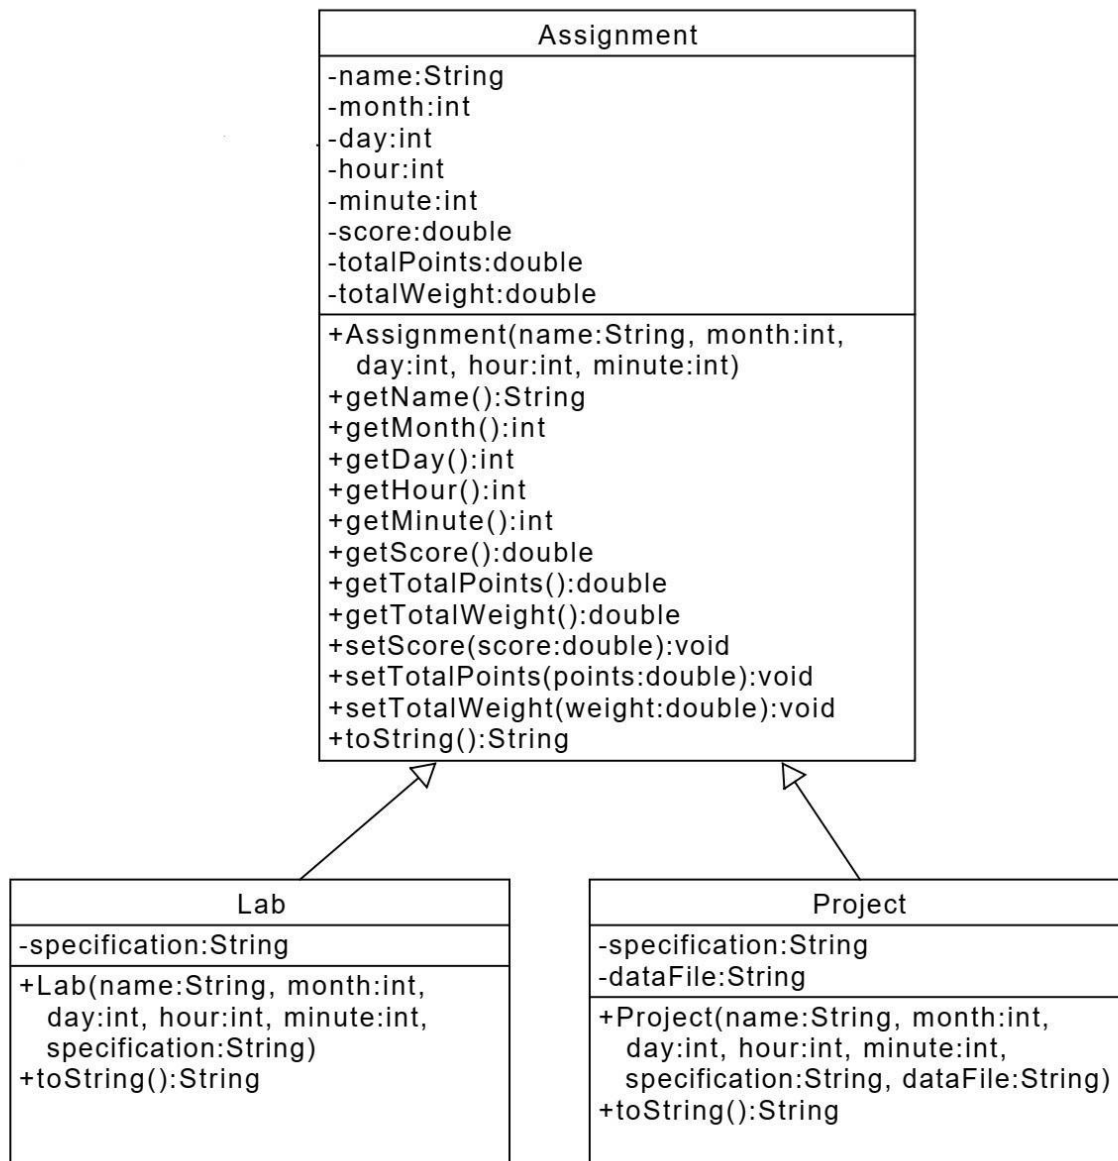 Assignment
-name:String
-month:int
-day:int
-hour:int
-minute:int
-score:double
-totalPoints:double
-totalWeight:double
+Assignment(name:String, month:int,
day:int, hour:int, minute:int)
+getName():String
+getMonth():int
+getDay():int
+getHour():int
+getMinute():int
+getScore():double
+getTotalPoints():double
+getTotalWeight():double
+setScore(score:double):void
+setTotalPoints(points:double):void
+setTotalWeight(weight:double):void
+toString():String
Lab
-specification:String
+Lab(name:String, month:int,
day:int, hour:int, minute:int,
specification:String)
+toString():String
Project
-specification:String
-dataFile:String
+Project(name:String, month:int,
day:int, hour:int, minute:int,
specification:String, dataFile:String)
+toString():String